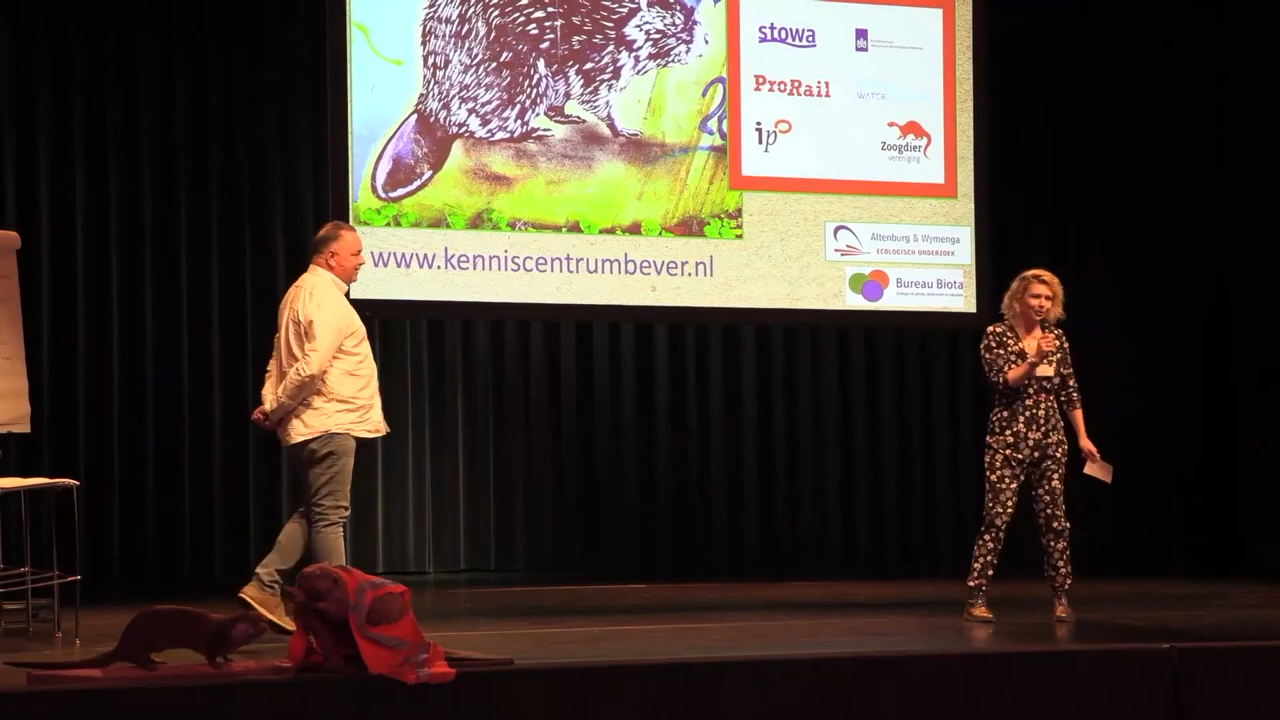 stowa
ProRail
WATER
ip
Zoogdier
vereniging
Altenburg & Wymenga
ECOLOGISCH ONDERZOEK
www.kenniscentrumbever.nl
Bureau Biota